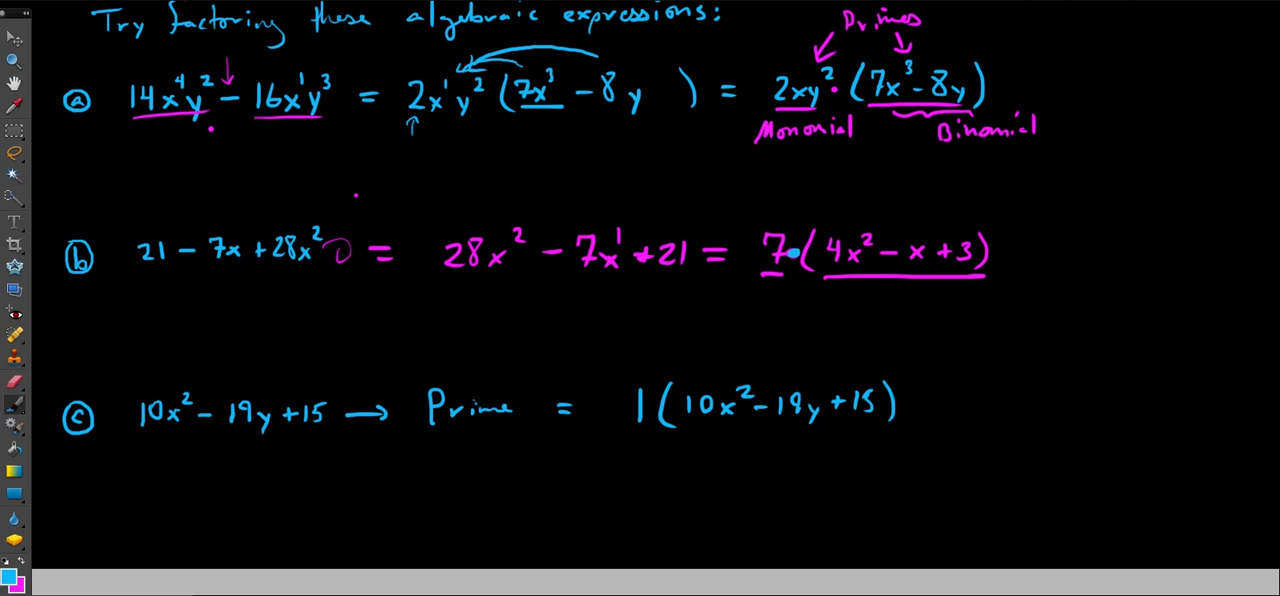 Try factoring these algebraic expressions:
Primes
ⓐ 14x⁴y² − 16x¹y³ = 2x¹y² (7x³ − 8y ) = 2xy² · (7x³ − 8y)
Monomial Binomial
ⓑ 21 − 7x + 28x² = 28x² − 7x¹ + 21 = 7 · (4x² − x + 3)
ⓒ 10x² − 19y + 15 → Prime = 1(10x² − 19y + 15)